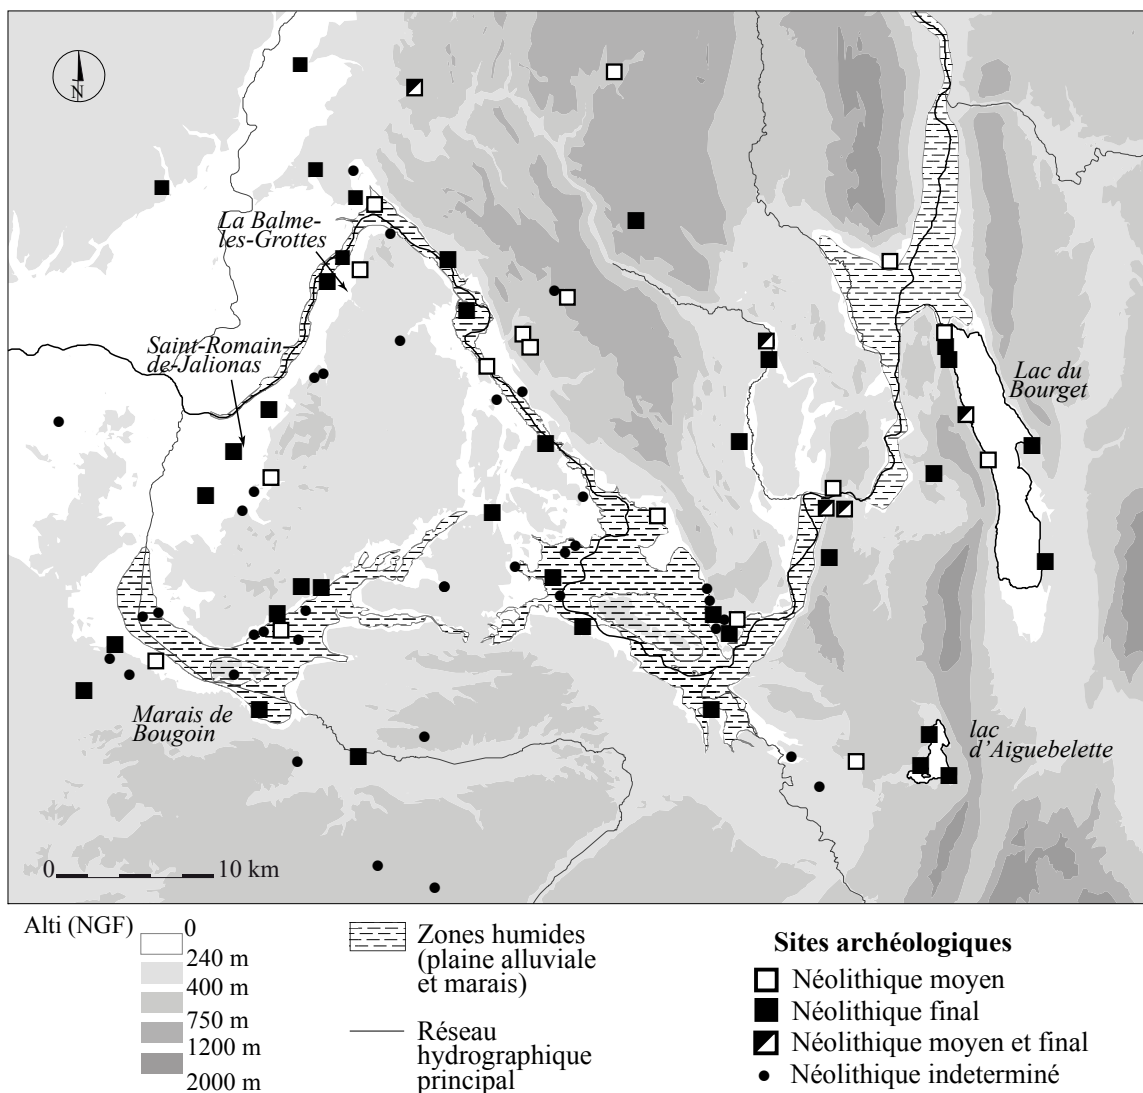 N
La Balme-
les-Grottes
Saint-Romain-
de-Jalionas
Lac du
Bourget
Marais de
Bougoin
lac
d'Aiguebelette
0 10 km
Alti (NGF)
0
240 m
400 m
750 m
1200 m
2000 m
Zones humides
(plaine alluviale
et marais)
Réseau
hydrographique
principal
Sites archéologiques
Néolithique moyen
Néolithique final
Néolithique moyen et final
Néolithique indeterminé